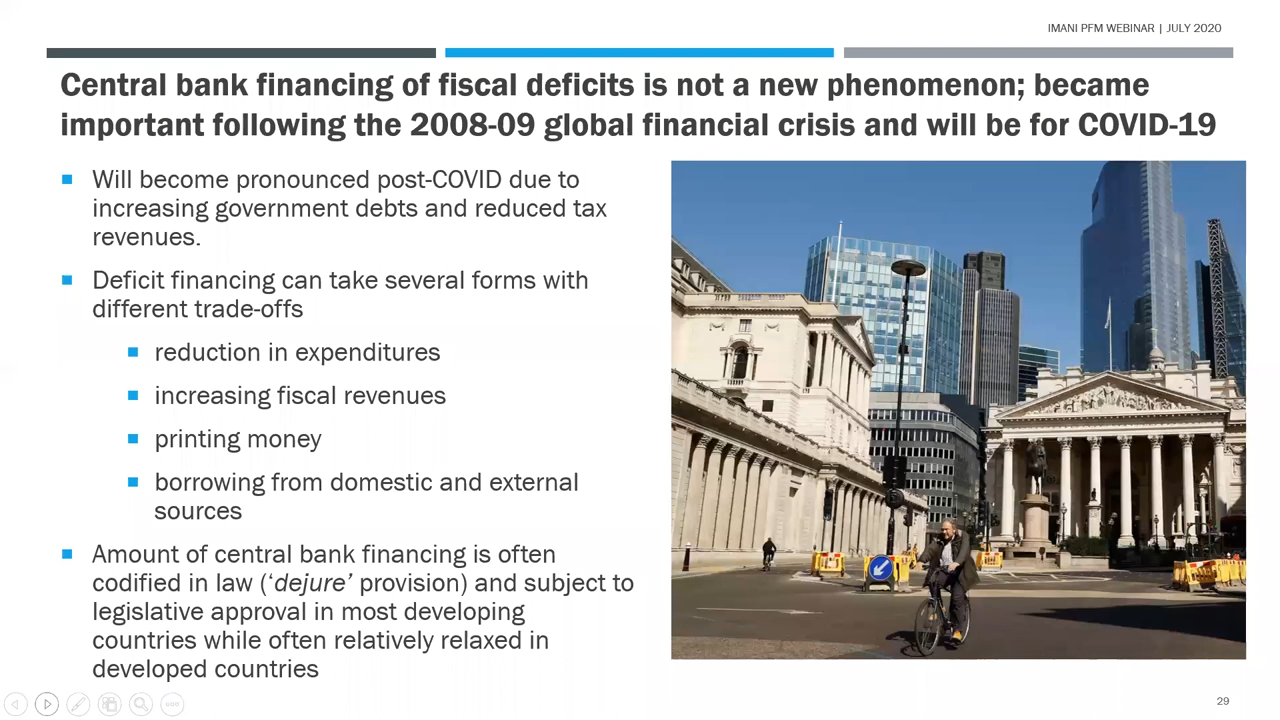 IMANI PFM WEBINAR | JULY 2020
Central bank financing of fiscal deficits is not a new phenomenon; became
important following the 2008-09 global financial crisis and will be for COVID-19
Will become pronounced post-COVID due to
increasing government debts and reduced tax
revenues.
Deficit financing can take several forms with
different trade-offs
reduction in expenditures
increasing fiscal revenues
printing money
borrowing from domestic and external
sources
Amount of central bank financing is often
codified in law (‘dejure’ provision) and subject to
legislative approval in most developing
countries while often relatively relaxed in
developed countries
29